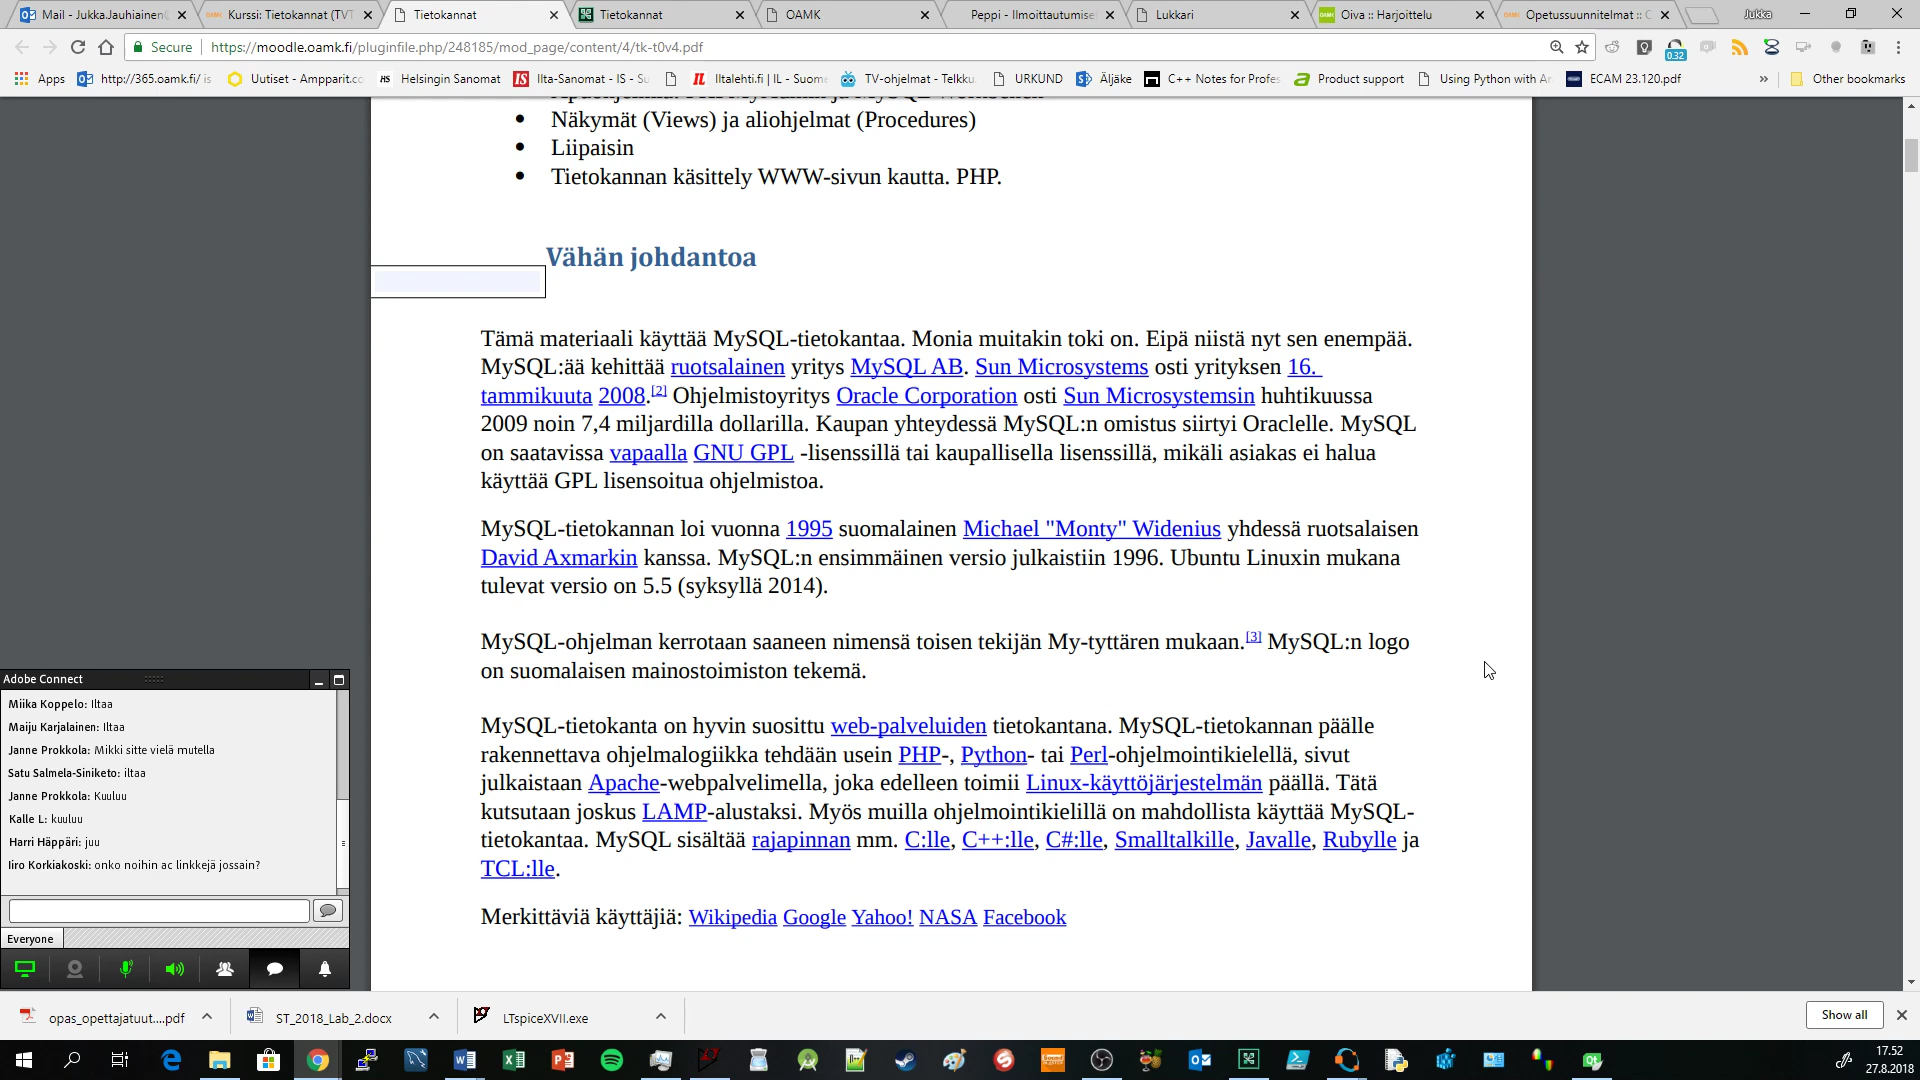 Mail - Jukka.Jauhiainen
Kurssi: Tietokannat (TVT
Tietokannat
Tietokannat
OAMK
Peppi - Ilmoittautumise
Lukkari
Oiva :: Harjoittelu
Opetussuunnitelmat ::
Jukka
Secure
https://moodle.oamk.fi/pluginfile.php/248185/mod_page/content/4/tk-t0v4.pdf
0.32
Apps
http://365.oamk.fi/ is
Uutiset - Ampparit.co
Helsingin Sanomat
Ilta-Sanomat - IS - Su
Iltalehti.fi | IL - Suom
TV-ohjelmat - Telkku.
URKUND
Äljäke
C++ Notes for Profes
Product support
Using Python with Ar
ECAM 23.120.pdf
»
Other bookmarks
• Näkymät (Views) ja aliohjelmat (Procedures)
• Liipaisin
• Tietokannan käsittely WWW-sivun kautta. PHP.
Vähän johdantoa
Tämä materiaali käyttää MySQL-tietokantaa. Monia muitakin toki on. Eipä niistä nyt sen enempää.
MySQL:ää kehittää ruotsalainen yritys MySQL AB. Sun Microsystems osti yrityksen 16.
tammikuuta 2008.[2] Ohjelmistoyritys Oracle Corporation osti Sun Microsystemsin huhtikuussa
2009 noin 7,4 miljardilla dollarilla. Kaupan yhteydessä MySQL:n omistus siirtyi Oraclelle. MySQL
on saatavissa vapaalla GNU GPL -lisenssillä tai kaupallisella lisenssillä, mikäli asiakas ei halua
käyttää GPL lisensoitua ohjelmistoa.
MySQL-tietokannan loi vuonna 1995 suomalainen Michael "Monty" Widenius yhdessä ruotsalaisen
David Axmarkin kanssa. MySQL:n ensimmäinen versio julkaistiin 1996. Ubuntu Linuxin mukana
tulevat versio on 5.5 (syksyllä 2014).
MySQL-ohjelman kerrotaan saaneen nimensä toisen tekijän My-tyttären mukaan.[3] MySQL:n logo
on suomalaisen mainostoimiston tekemä.
MySQL-tietokanta on hyvin suosittu web-palveluiden tietokantana. MySQL-tietokannan päälle
rakennettava ohjelmalogiikka tehdään usein PHP-, Python- tai Perl-ohjelmointikielellä, sivut
julkaistaan Apache-webpalvelimella, joka edelleen toimii Linux-käyttöjärjestelmän päällä. Tätä
kutsutaan joskus LAMP-alustaksi. Myös muilla ohjelmointikielillä on mahdollista käyttää MySQL-
tietokantaa. MySQL sisältää rajapinnan mm. C:lle, C++:lle, C#:lle, Smalltalkille, Javalle, Rubylle ja
TCL:lle.
Merkittäviä käyttäjiä: Wikipedia Google Yahoo! NASA Facebook
Adobe Connect
Miika Koppelo: Iltaa
Maiju Karjalainen: Iltaa
Janne Prokkola: Mikki sitte vielä mutella
Satu Salmela-Siniketo: iltaa
Janne Prokkola: Kuuluu
Kalle L: kuuluu
Harri Häppäri: juu
Iiro Korkiakoski: onko noihin ac linkkejä jossain?
Everyone
opas_opettajatuut....pdf
ST_2018_Lab_2.docx
LTspiceXVII.exe
Show all
17.52
27.8.2018